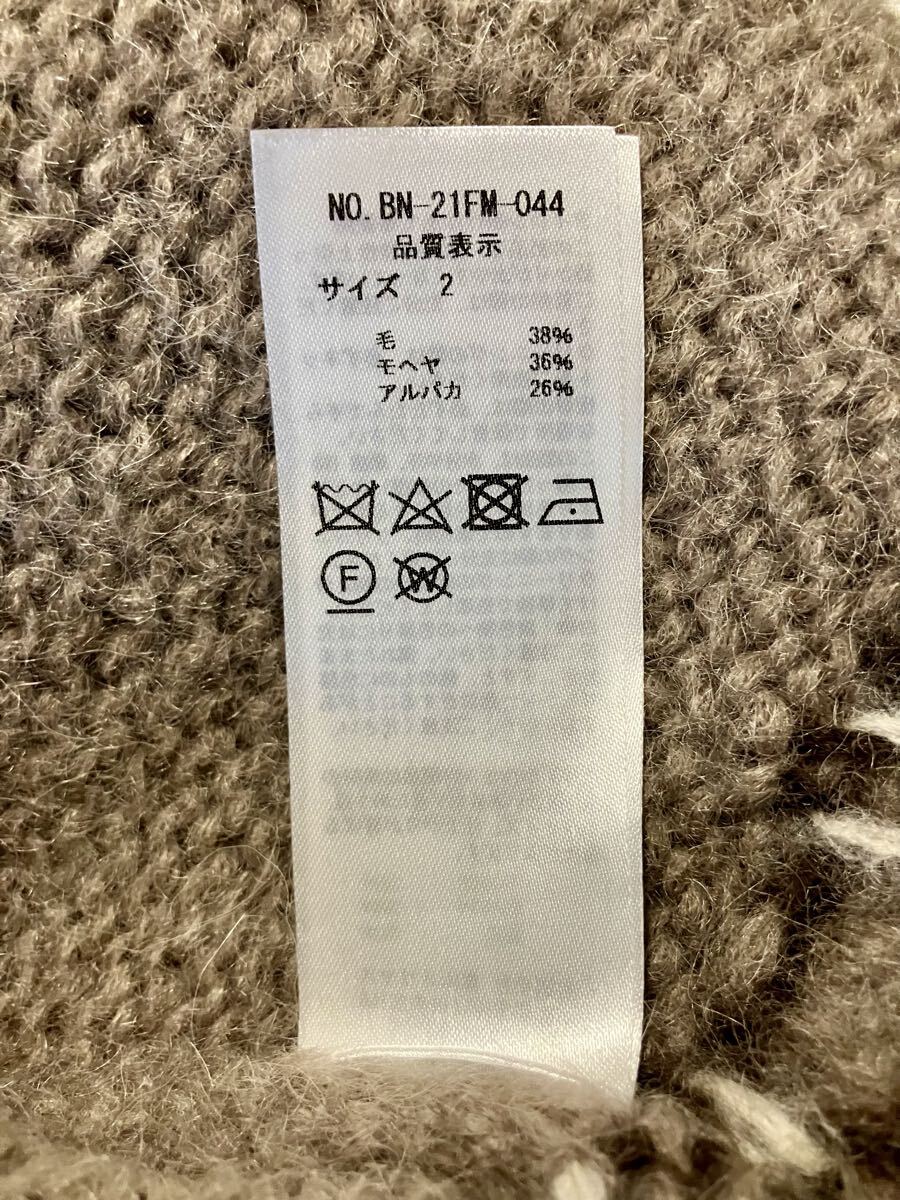 NO. BN-21FM-044
品質表示
サイズ 2
毛 38%
モヘヤ 36%
アルパカ 26%
F W